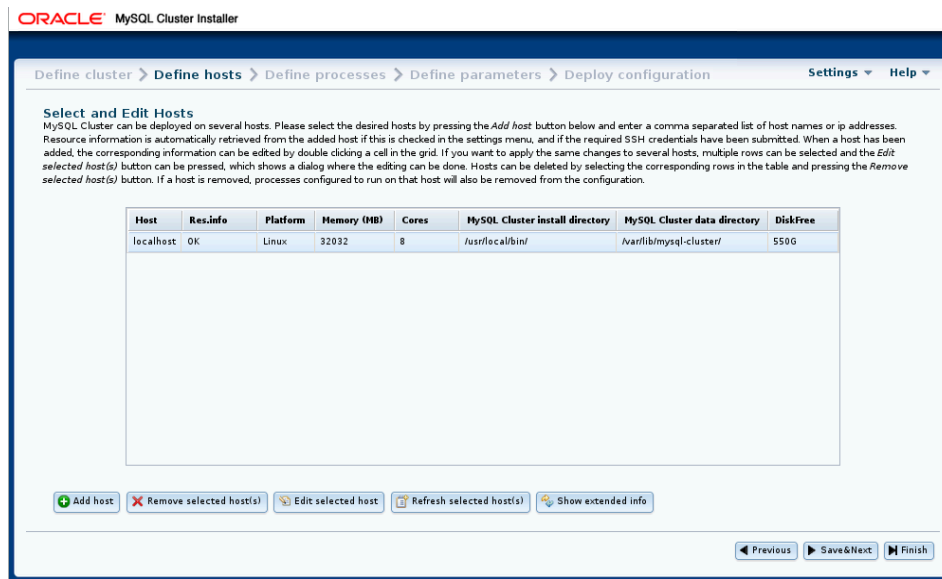 ORACLE® MySQL Cluster Installer
Define cluster > Define hosts > Define processes > Define parameters > Deploy configuration
Settings Help
Select and Edit Hosts
MySQL Cluster can be deployed on several hosts. Please select the desired hosts by pressing the Add host button below and enter a comma separated list of host names or ip addresses.
Resource information is automatically retrieved from the added host if this is checked in the settings menu, and if the required SSH credentials have been submitted. When a host has been
added, the corresponding information can be edited by double clicking a cell in the grid. If you want to apply the same changes to several hosts, multiple rows can be selected and the Edit
selected host(s) button can be pressed, which shows a dialog where the editing can be done. Hosts can be deleted by selecting the corresponding rows in the table and pressing the Remove
selected host(s) button. If a host is removed, processes configured to run on that host will also be removed from the configuration.
Host Res.info Platform Memory (MB) Cores MySQL Cluster install directory MySQL Cluster data directory DiskFree
localhost OK Linux 32032 8 /usr/local/bin/ /var/lib/mysql-cluster/ 550G
Add host Remove selected host(s) Edit selected host Refresh selected host(s) Show extended info
Previous Save&Next Finish